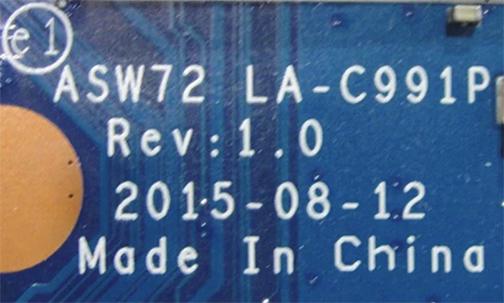 e1
ASW72 LA-C991P
Rev:1.0
2015-08-12
Made In China